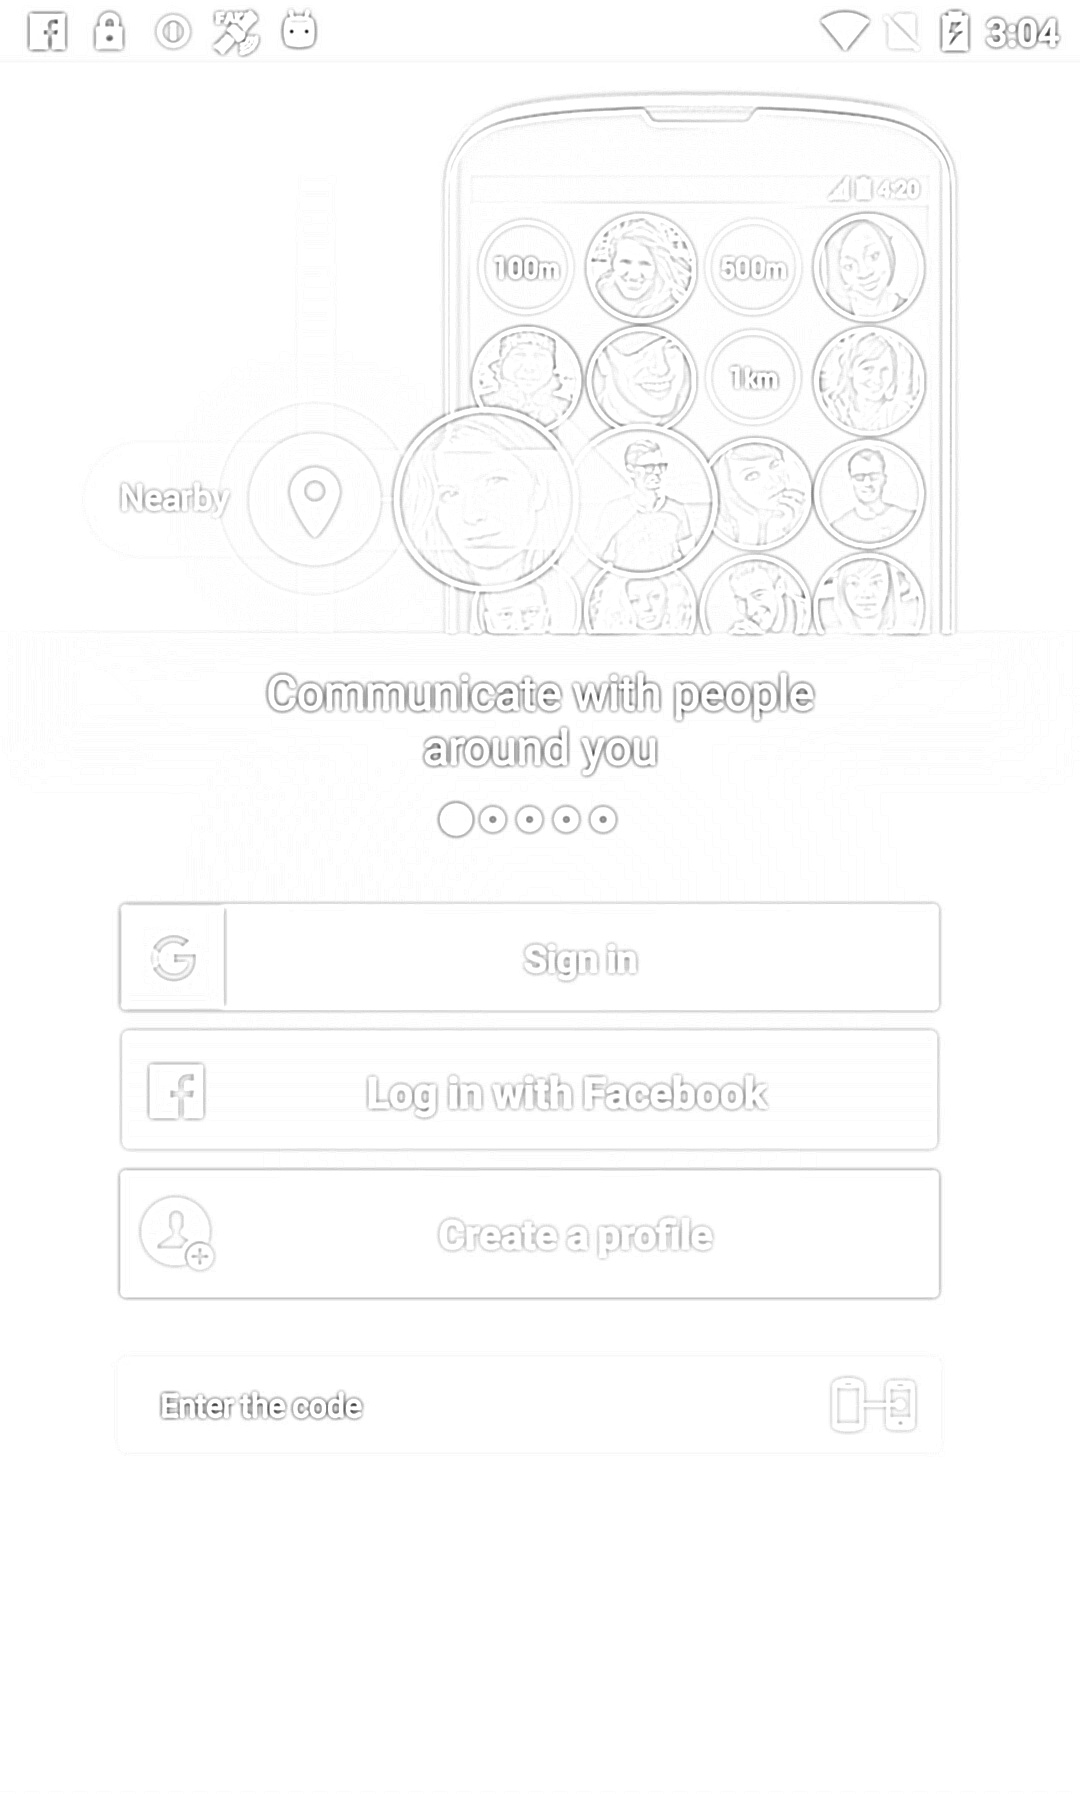 FAKE
3:04
4:20
100m
500m
1km
Nearby
Communicate with people
around you
Sign in
Log in with Facebook
Create a profile
Enter the code